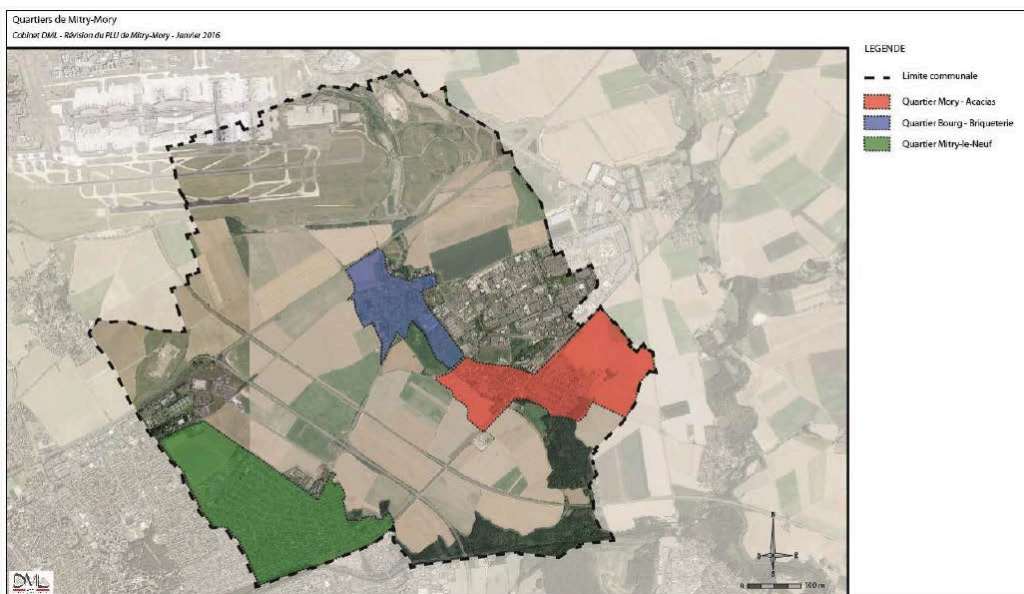 Quartiers de Mitry-Mory
Cabinet DML - Révision du PLU de Mitry-Mory - Janvier 2016
LEGENDE
Limite communale
Quartier Mory - Acacias
Quartier Bourg - Briqueterie
Quartier Mitry-le-Neuf
N
E
S
0
DML